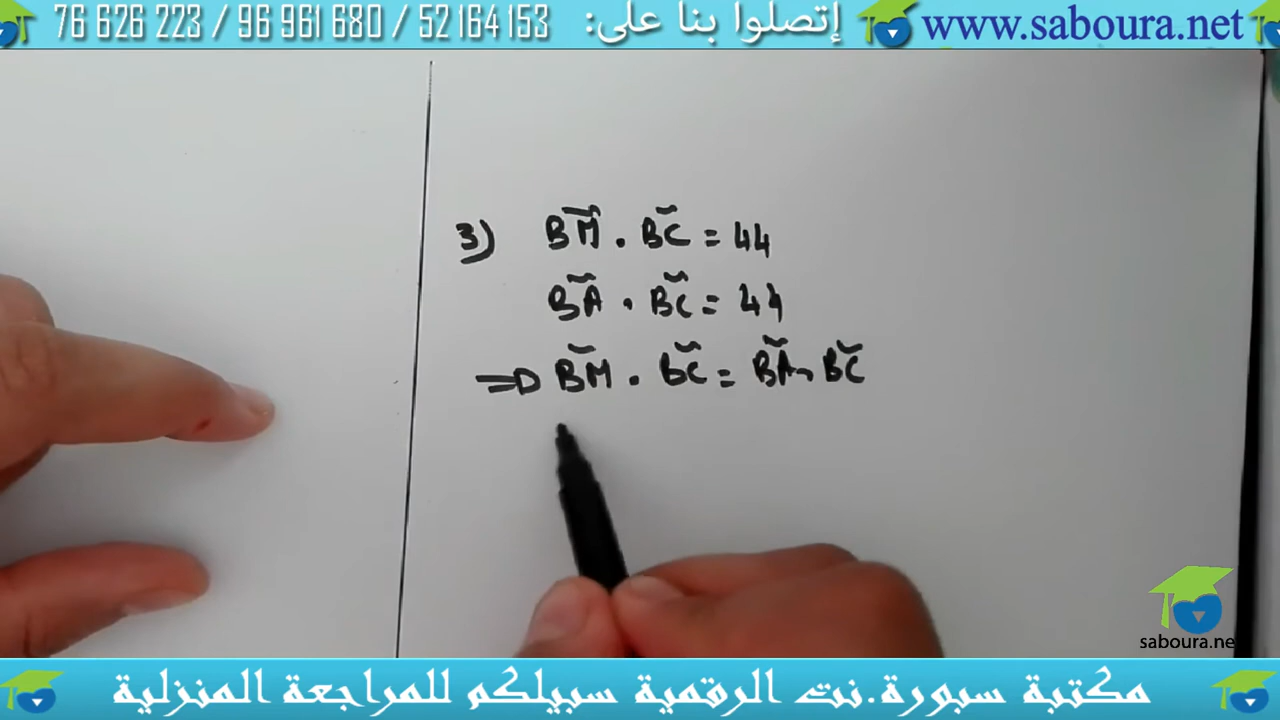 76 626 223 / 96 961 680 / 52 164 153 إتصلوا بنا على: www.saboura.net
3) BM . BC = 44
BA . BC = 44
=> BM . BC = BA . BC
saboura.net
مكتبة سبورة.نت الرقمية سبيلكم للمراجعة المنزلية